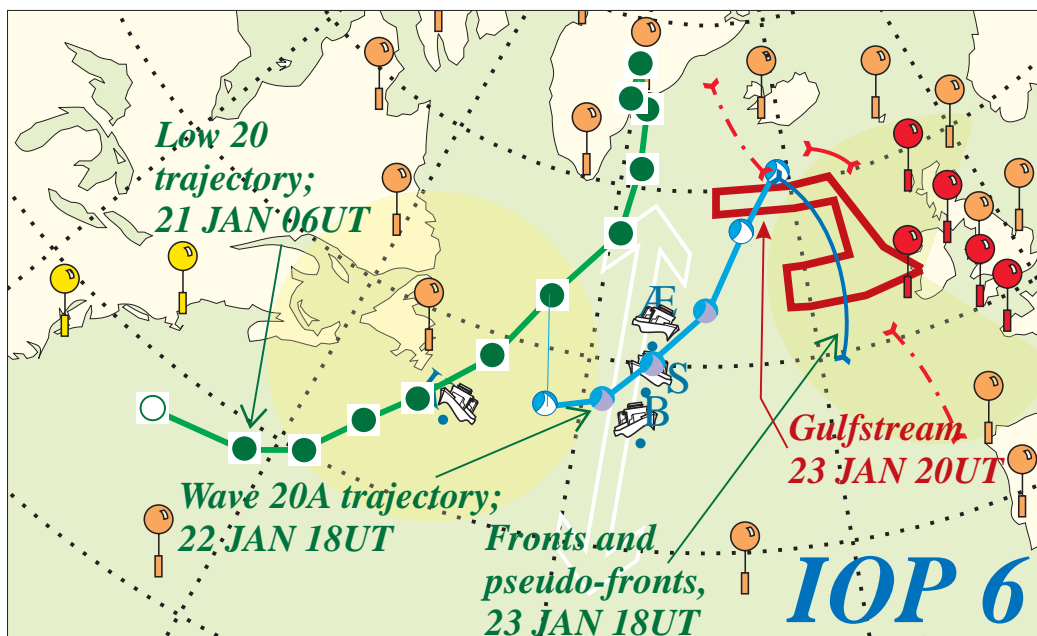 Low 20
trajectory;
21 JAN 06UT
Æ
S
B
Gulfstream
23 JAN 20UT
Wave 20A trajectory;
22 JAN 18UT
Fronts and
pseudo-fronts,
23 JAN 18UT
IOP 6